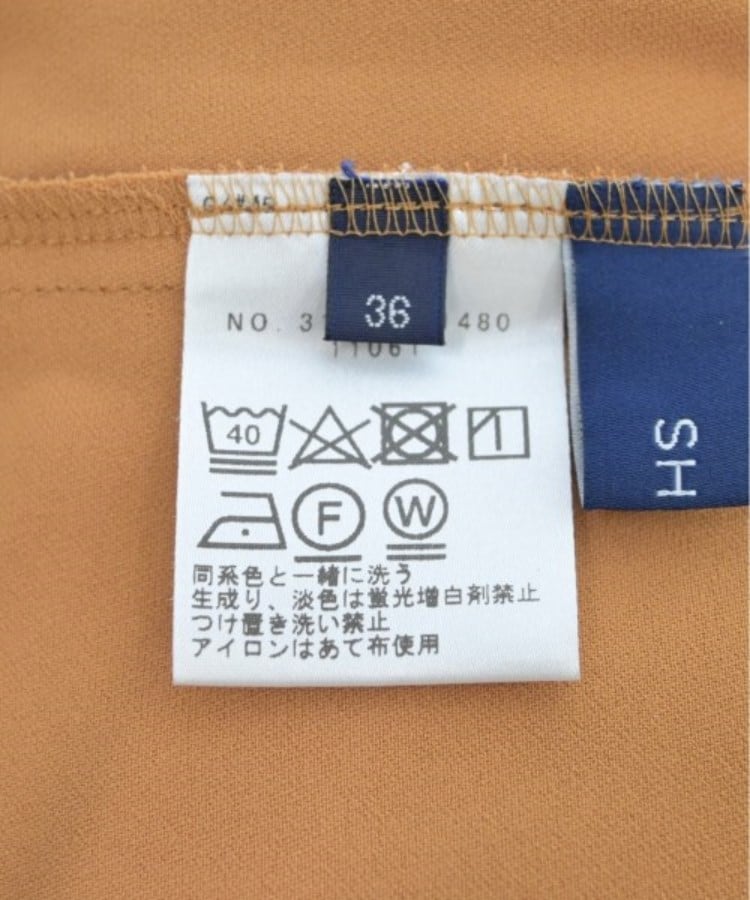 36
NO. 3 480
11061
40
F
W
同系色と一緒に洗う
生成り、淡色は蛍光増白剤禁止
つけ置き洗い禁止
アイロンはあて布使用
HS